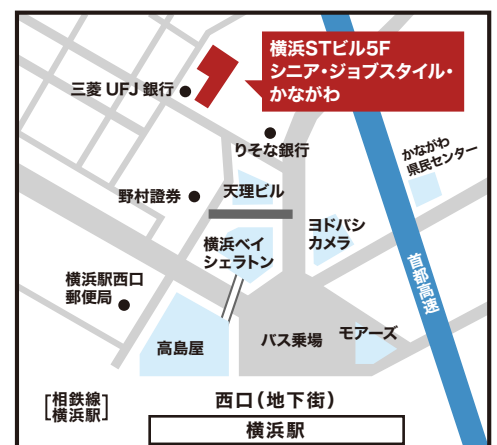 横浜STビル5F
シニア・ジョブスタイル・
かながわ
三菱 UFJ 銀行
りそな銀行
かながわ
県民センター
野村證券
天理ビル
ヨドバシ
カメラ
横浜ベイ
シェラトン
首都高速
横浜駅西口
郵便局
高島屋
バス乗場
モアーズ
[相鉄線
横浜駅]
西口(地下街)
横浜駅